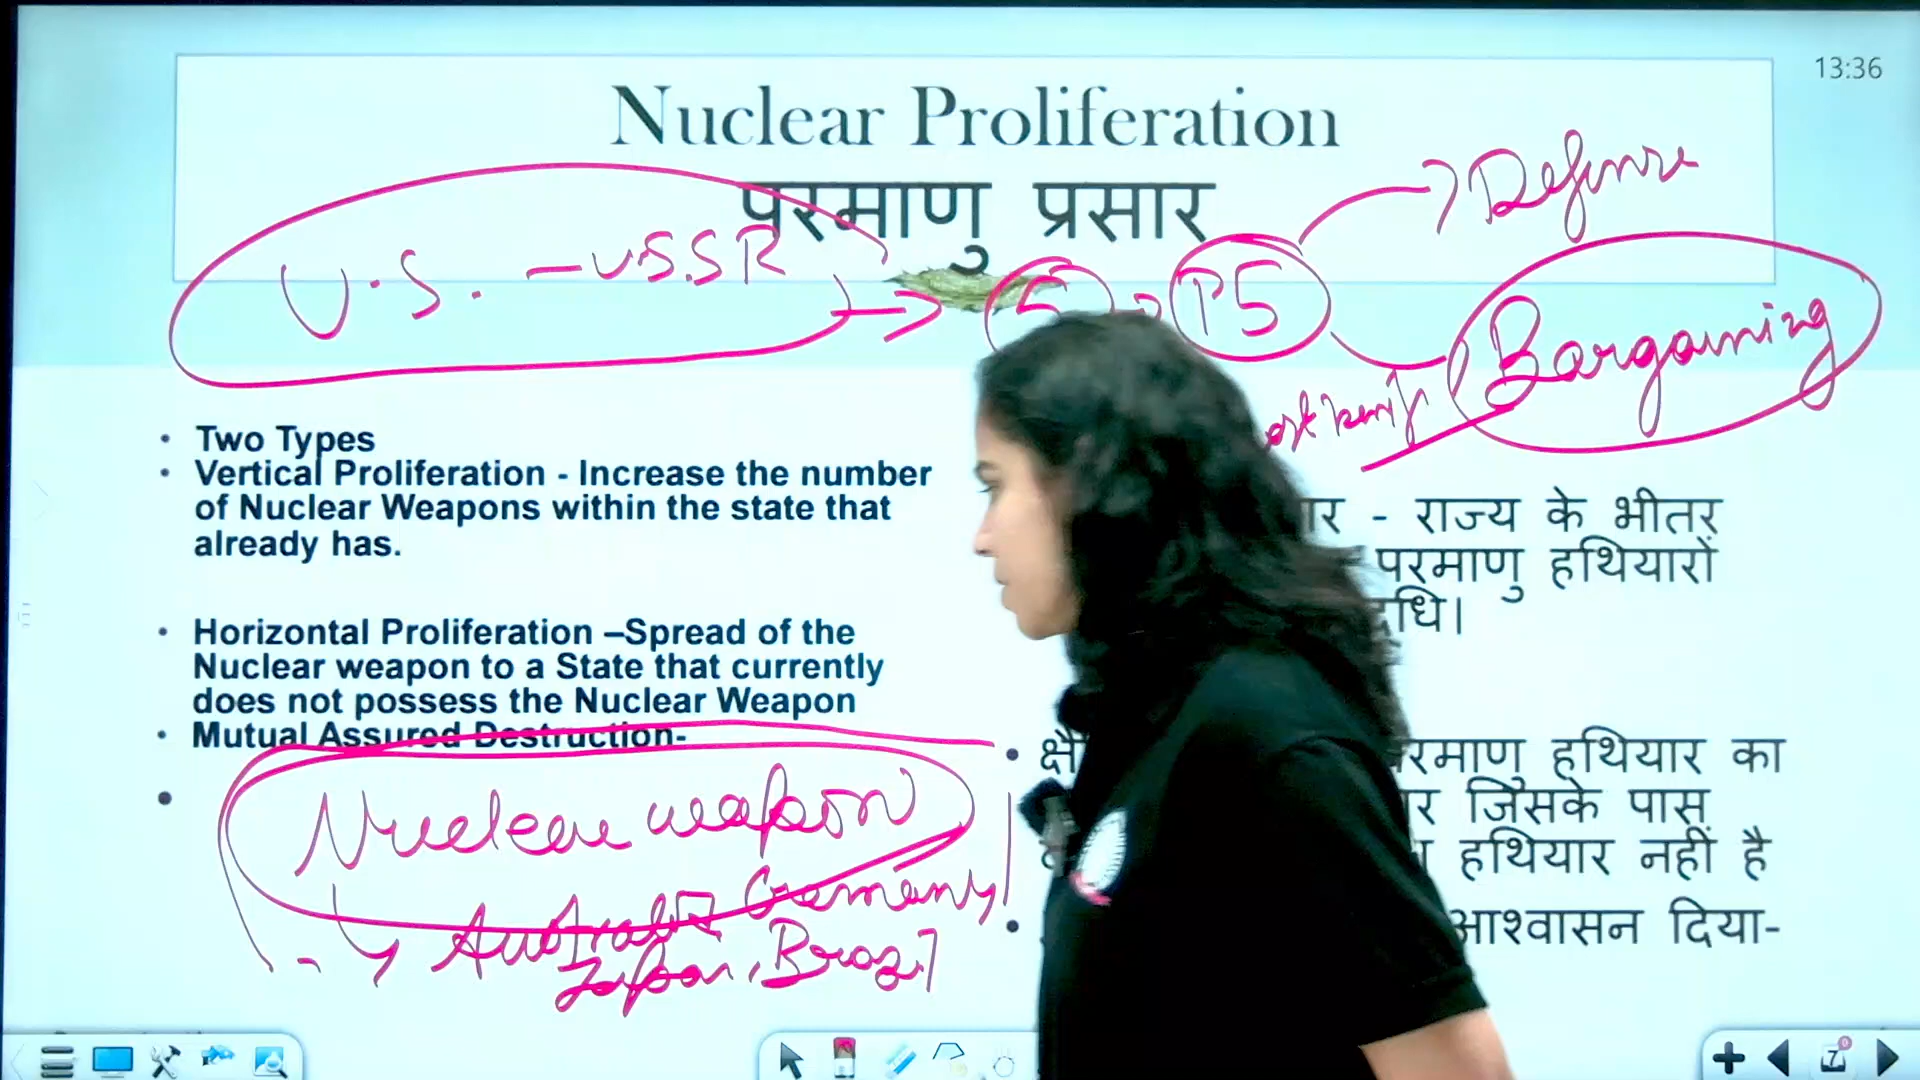 13:36
Nuclear Proliferation
परमाणु प्रसार
U.S. - U.S.S.R → 5 → P5
→ Defense
Bargaining
• Two Types
• Vertical Proliferation - Increase the number
of Nuclear Weapons within the state that
already has.
• Horizontal Proliferation –Spread of the
Nuclear weapon to a State that currently
does not possess the Nuclear Weapon
• Mutual Assured Destruction-
Nuclear weapon
Germany,
Japan, Brazil
- राज्य के भीतर
परमाणु हथियारों
हथियार का
जिसके पास
हथियार नहीं है
आश्वासन दिया-
7